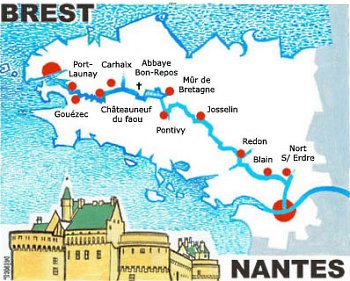 BREST
Port-
Launay
Carhaix
Abbaye
Bon-Repos
Mûr de
Bretagne
Gouézec
Châteauneuf
du faou
Pontivy
Josselin
Redon
Blain
Nort
S/ Erdre
NANTES